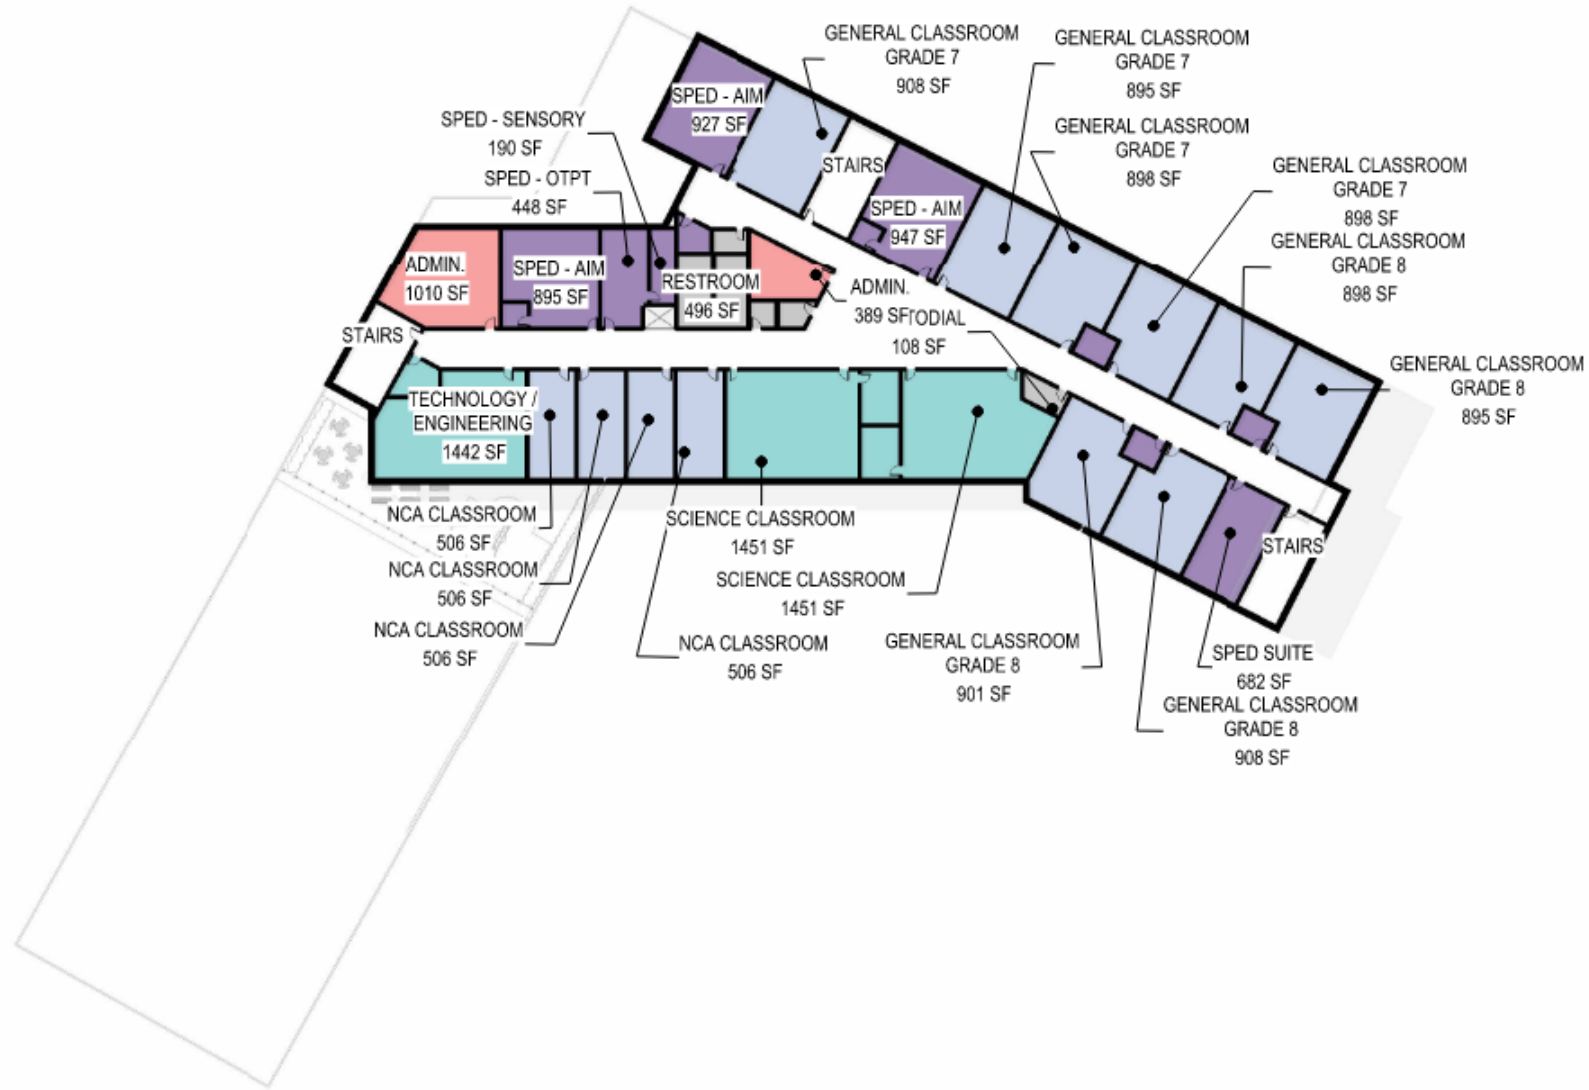 GENERAL CLASSROOM
GRADE 7
908 SF
GENERAL CLASSROOM
GRADE 7
895 SF
SPED - AIM
927 SF
SPED - SENSORY
190 SF
GENERAL CLASSROOM
GRADE 7
898 SF
STAIRS
GENERAL CLASSROOM
GRADE 7
898 SF
SPED - OTPT
448 SF
SPED - AIM
947 SF
GENERAL CLASSROOM
GRADE 8
898 SF
ADMIN.
1010 SF
SPED - AIM
895 SF
RESTROOM
496 SF
ADMIN.
389 SF
TODIAL
108 SF
STAIRS
GENERAL CLASSROOM
GRADE 8
895 SF
TECHNOLOGY /
ENGINEERING
1442 SF
NCA CLASSROOM
506 SF
SCIENCE CLASSROOM
1451 SF
STAIRS
NCA CLASSROOM
506 SF
SCIENCE CLASSROOM
1451 SF
NCA CLASSROOM
506 SF
NCA CLASSROOM
506 SF
GENERAL CLASSROOM
GRADE 8
901 SF
SPED SUITE
682 SF
GENERAL CLASSROOM
GRADE 8
908 SF